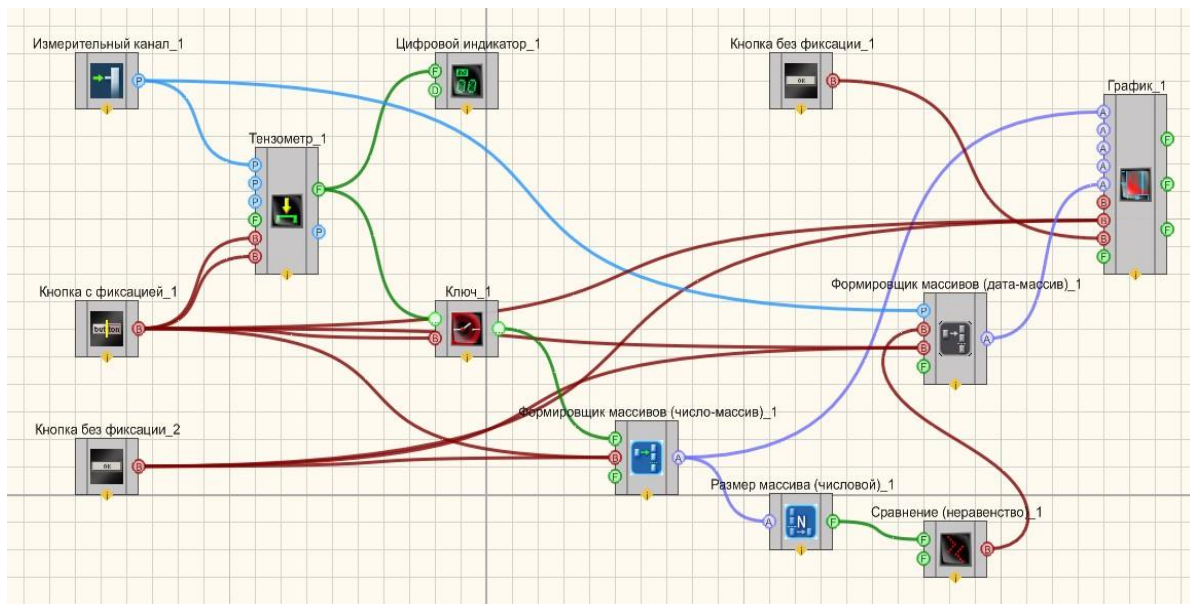 Измерительный канал_1
Цифровой индикатор_1
Кнопка без фиксации_1
График_1
Тензометр_1
Кнопка с фиксацией_1
Ключ_1
Формировщик массивов (дата-массив)_1
Кнопка без фиксации_2
Формировщик массивов (число-массив)_1
Размер массива (числовой)_1
Сравнение (неравенство)_1